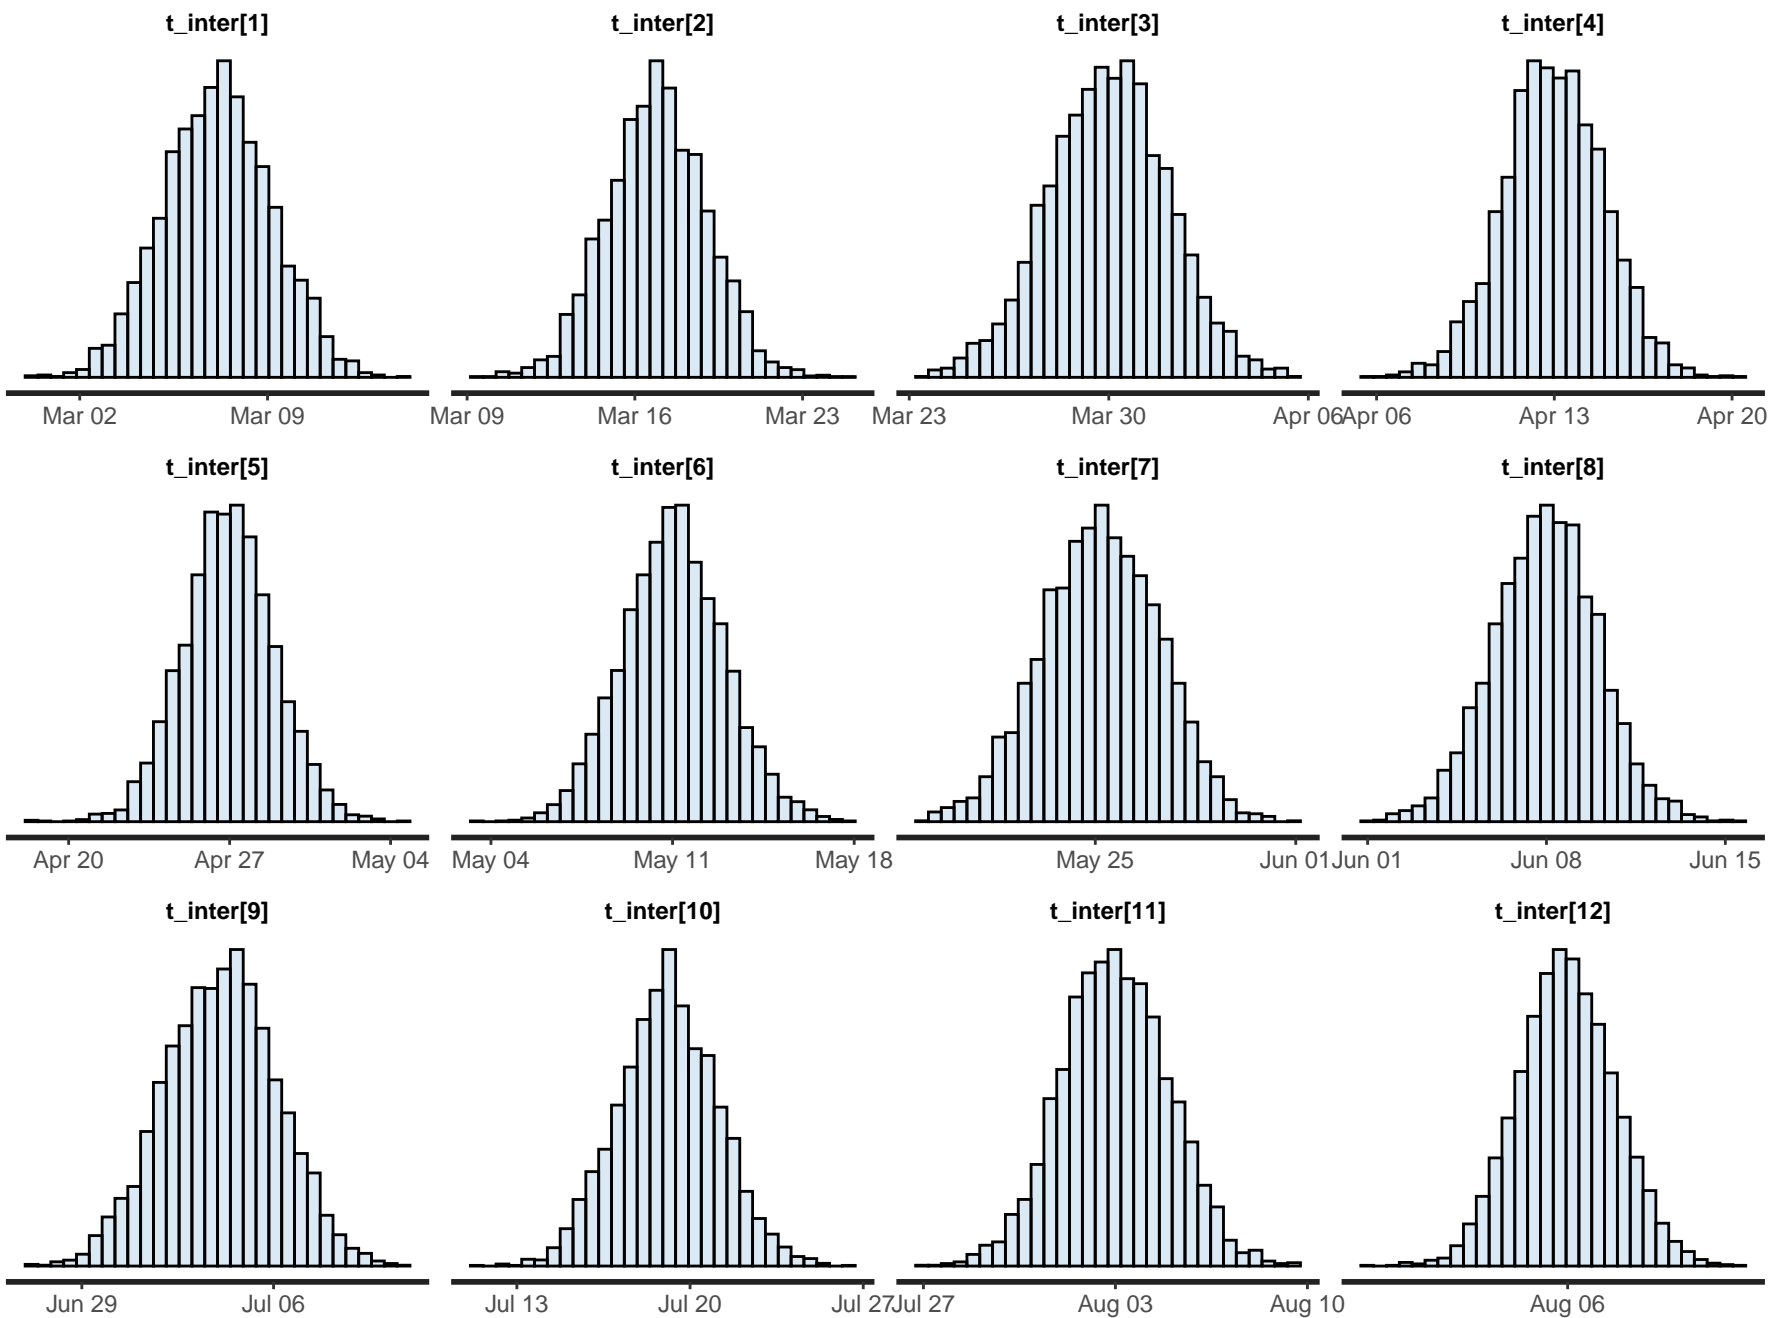 t_inter[1] t_inter[2] t_inter[3] t_inter[4]
Mar 02 Mar 09 Mar 09 Mar 16 Mar 23 Mar 23 Mar 30 Apr 06 Apr 06 Apr 13 Apr 20
t_inter[5] t_inter[6] t_inter[7] t_inter[8]
Apr 20 Apr 27 May 04 May 04 May 11 May 18 May 25 Jun 01 Jun 01 Jun 08 Jun 15
t_inter[9] t_inter[10] t_inter[11] t_inter[12]
Jun 29 Jul 06 Jul 13 Jul 20 Jul 27 Jul 27 Aug 03 Aug 10 Aug 06